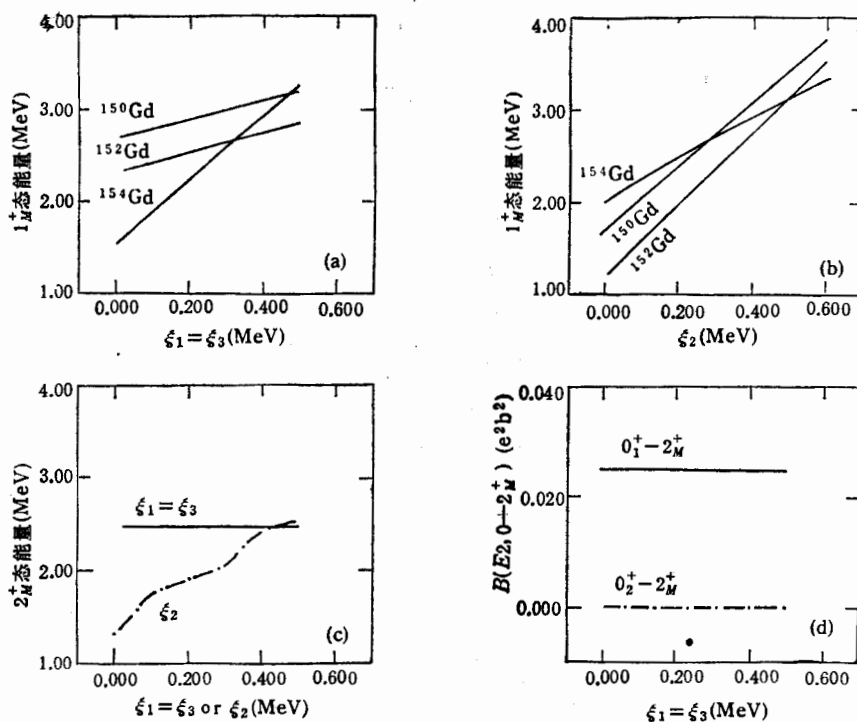 4.00
3.00
2.00
1.00
1⁺_M态能量(MeV)
¹⁵⁰Gd
¹⁵²Gd
¹⁵⁴Gd
(a)
0.000 0.200 0.400 0.600
ξ₁=ξ₃(MeV)
4.00
3.00
2.00
1.00
1⁺_M态能量(MeV)
¹⁵⁴Gd
¹⁵⁰Gd
¹⁵²Gd
(b)
0.000 0.200 0.400 0.600
ξ₂(MeV)
4.00
3.00
2.00
1.00
2⁺_M态能量(MeV)
ξ₁=ξ₃
ξ₂
(c)
0.000 0.200 0.400 0.600
ξ₁=ξ₃ or ξ₂(MeV)
0.040
0.020
0.000
B(E2,0−2⁺_M) (e²b²)
0⁺₁−2⁺_M
0⁺₂−2⁺_M
(d)
0.000 0.200 0.400 0.600
ξ₁=ξ₃(MeV)